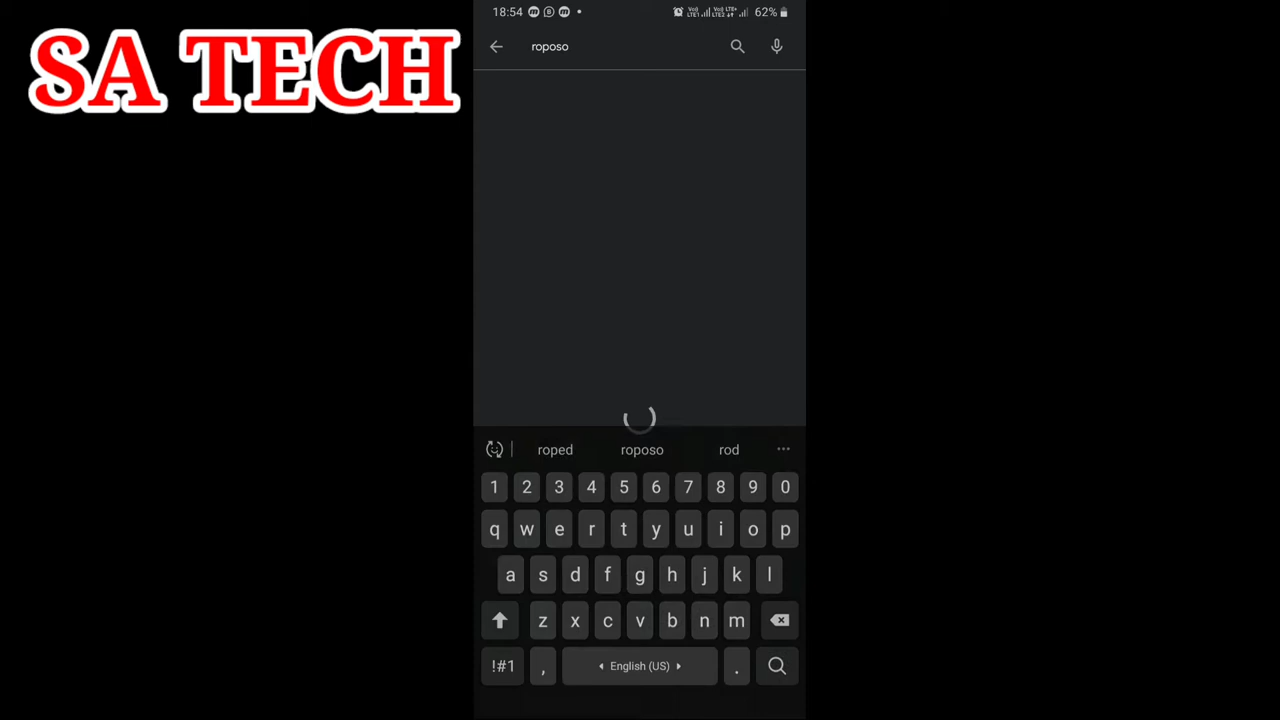 SA TECH
18:54 62%
roposo
roped roposo rod
1 2 3 4 5 6 7 8 9 0
q w e r t y u i o p
a s d f g h j k l
z x c v b n m
!#1 , English (US) .